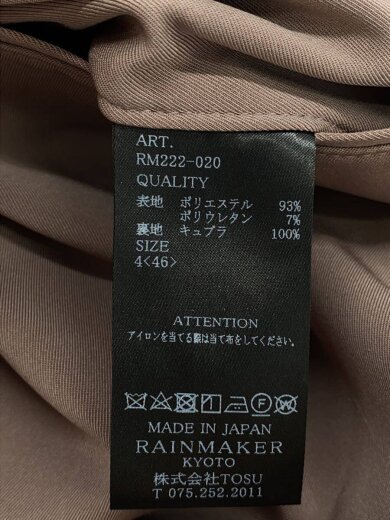 ART.
RM222-020
QUALITY
表地 ポリエステル 93%
ポリウレタン 7%
裏地 キュプラ 100%
SIZE
4<46>
ATTENTION
アイロンを当てる際は当て布をしてください。
MADE IN JAPAN
RAINMAKER
KYOTO
株式会社TOSU
T 075.252.2011